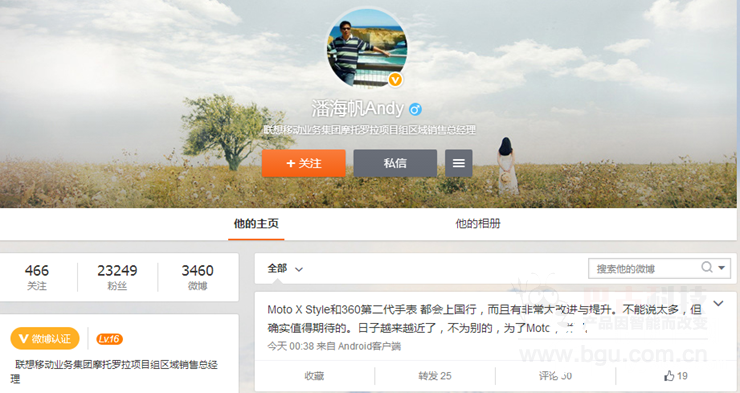 潘海帆Andy
联想移动业务集团摩托罗拉项目组区域销售总经理
+ 关注
私信
他的主页
他的相册
466
关注
23249
粉丝
3460
微博
全部
搜索他的微博
V 微博认证
Lv.16
联想移动业务集团摩托罗拉项目组区域销售总经理
Moto X Style和360第二代手表 都会上国行，而且有非常大改进与提升。不能说太多，但
确实值得期待的。日子越来越近了，不为别的，为了Moto
今天 00:38 来自 Android客户端
收藏
转发 25
评论 30
19
产品因智能而改变
www.bgu.com.cn